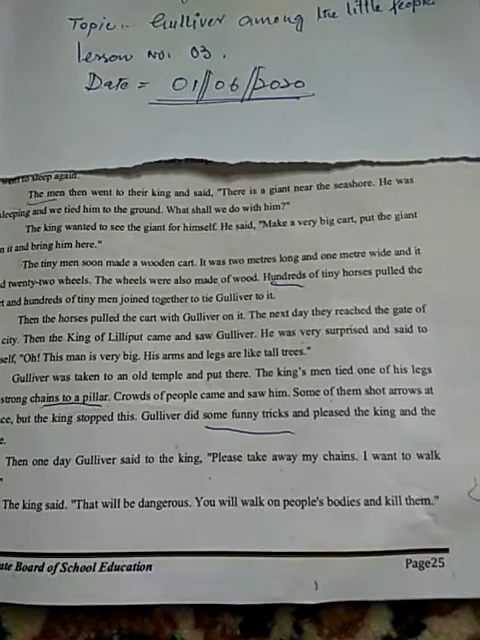 Topic.. Gulliver among the little people.
Lesson No. 03.
Date = 01/06/2020
went to sleep again.
The men then went to their king and said, "There is a giant near the seashore. He was
sleeping and we tied him to the ground. What shall we do with him?"
The king wanted to see the giant for himself. He said, "Make a very big cart, put the giant
n it and bring him here."
The tiny men soon made a wooden cart. It was two metres long and one metre wide and it
d twenty-two wheels. The wheels were also made of wood. Hundreds of tiny horses pulled the
t and hundreds of tiny men joined together to tie Gulliver to it.
Then the horses pulled the cart with Gulliver on it. The next day they reached the gate of
city. Then the King of Lilliput came and saw Gulliver. He was very surprised and said to
self, "Oh! This man is very big. His arms and legs are like tall trees."
Gulliver was taken to an old temple and put there. The king's men tied one of his legs
strong chains to a pillar. Crowds of people came and saw him. Some of them shot arrows at
ce, but the king stopped this. Gulliver did some funny tricks and pleased the king and the
e.
Then one day Gulliver said to the king, "Please take away my chains. I want to walk
"
The king said. "That will be dangerous. You will walk on people's bodies and kill them."
ate Board of School Education
Page25